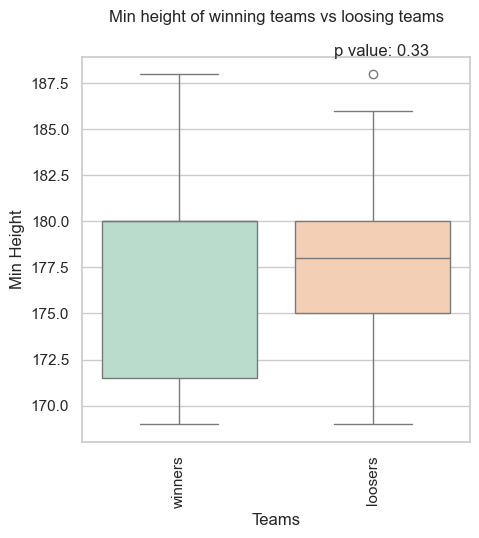 Min height of winning teams vs loosing teams
p value: 0.33
187.5
185.0
182.5
180.0
177.5
175.0
172.5
170.0
Min Height
winners
loosers
Teams